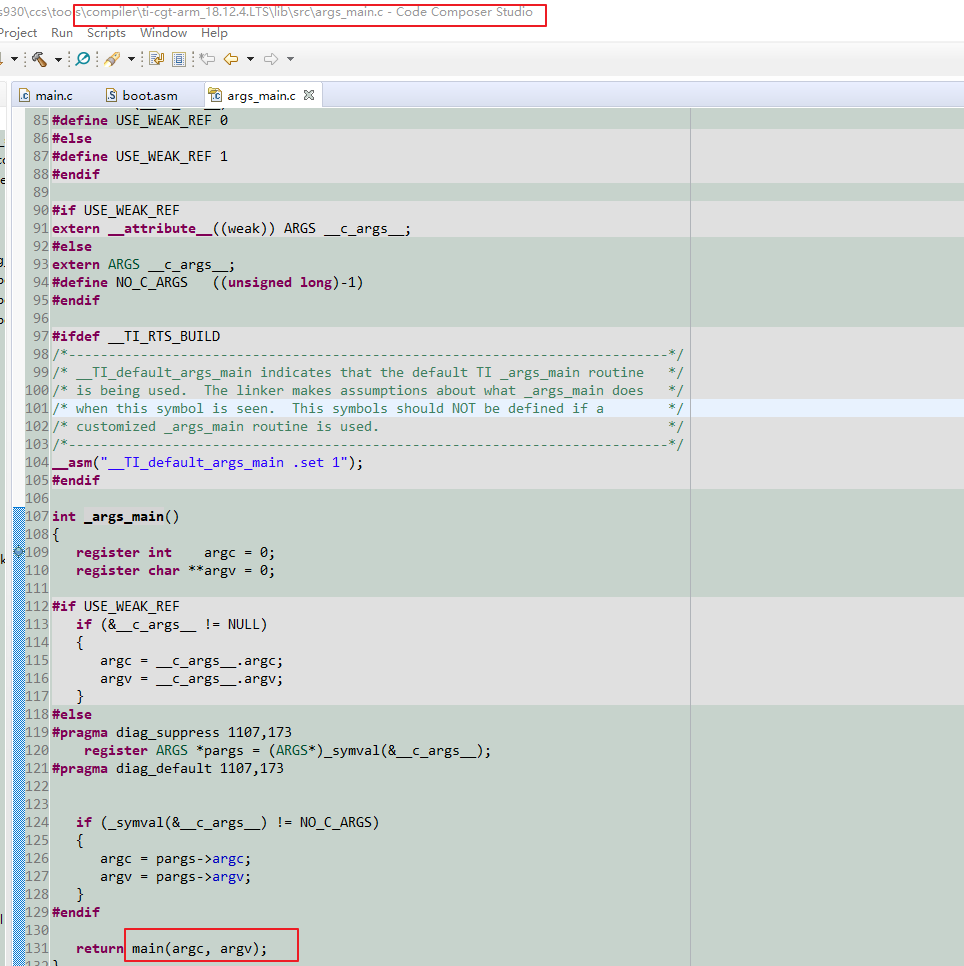 s930\ccs\tools\compiler\ti-cgt-arm_18.12.4.LTS\lib\src\args_main.c - Code Composer Studio
Project Run Scripts Window Help
main.c boot.asm args_main.c
85 #define USE_WEAK_REF 0
86 #else
87 #define USE_WEAK_REF 1
88 #endif
89
90 #if USE_WEAK_REF
91 extern __attribute__((weak)) ARGS __c_args__;
92 #else
93 extern ARGS __c_args__;
94 #define NO_C_ARGS   ((unsigned long)-1)
95 #endif
96
97 #ifdef __TI_RTS_BUILD
98 /*---------------------------------------------------------------------------*/
99 /* __TI_default_args_main indicates that the default TI _args_main routine   */
100 /* is being used.  The linker makes assumptions about what _args_main does   */
101 /* when this symbol is seen.  This symbols should NOT be defined if a        */
102 /* customized _args_main routine is used.                                    */
103 /*---------------------------------------------------------------------------*/
104 __asm("__TI_default_args_main .set 1");
105 #endif
106
107 int _args_main()
108 {
109    register int    argc = 0;
110    register char **argv = 0;
111
112 #if USE_WEAK_REF
113    if (&__c_args__ != NULL)
114    {
115       argc = __c_args__.argc;
116       argv = __c_args__.argv;
117    }
118 #else
119 #pragma diag_suppress 1107,173
120     register ARGS *pargs = (ARGS*)_symval(&__c_args__);
121 #pragma diag_default 1107,173
122
123
124    if (_symval(&__c_args__) != NO_C_ARGS)
125    {
126       argc = pargs->argc;
127       argv = pargs->argv;
128    }
129 #endif
130
131    return main(argc, argv);